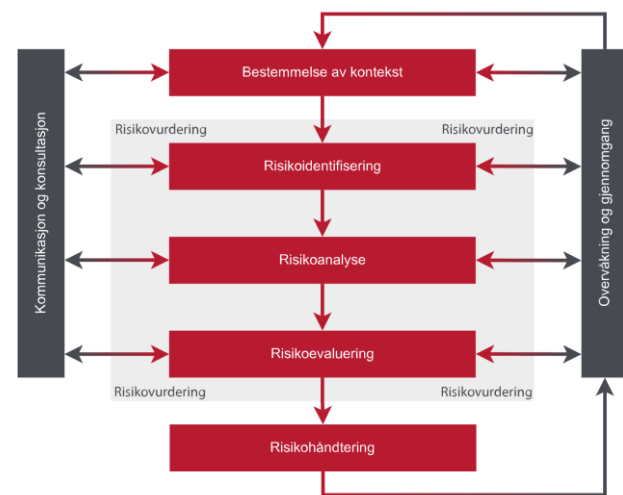 Bestemmelse av kontekst
Kommunikasjon og konsultasjon
Overvåkning og gjennomgang
Risikovurdering
Risikovurdering
Risikoidentifisering
Risikoanalyse
Risikoevaluering
Risikovurdering
Risikovurdering
Risikohåndtering